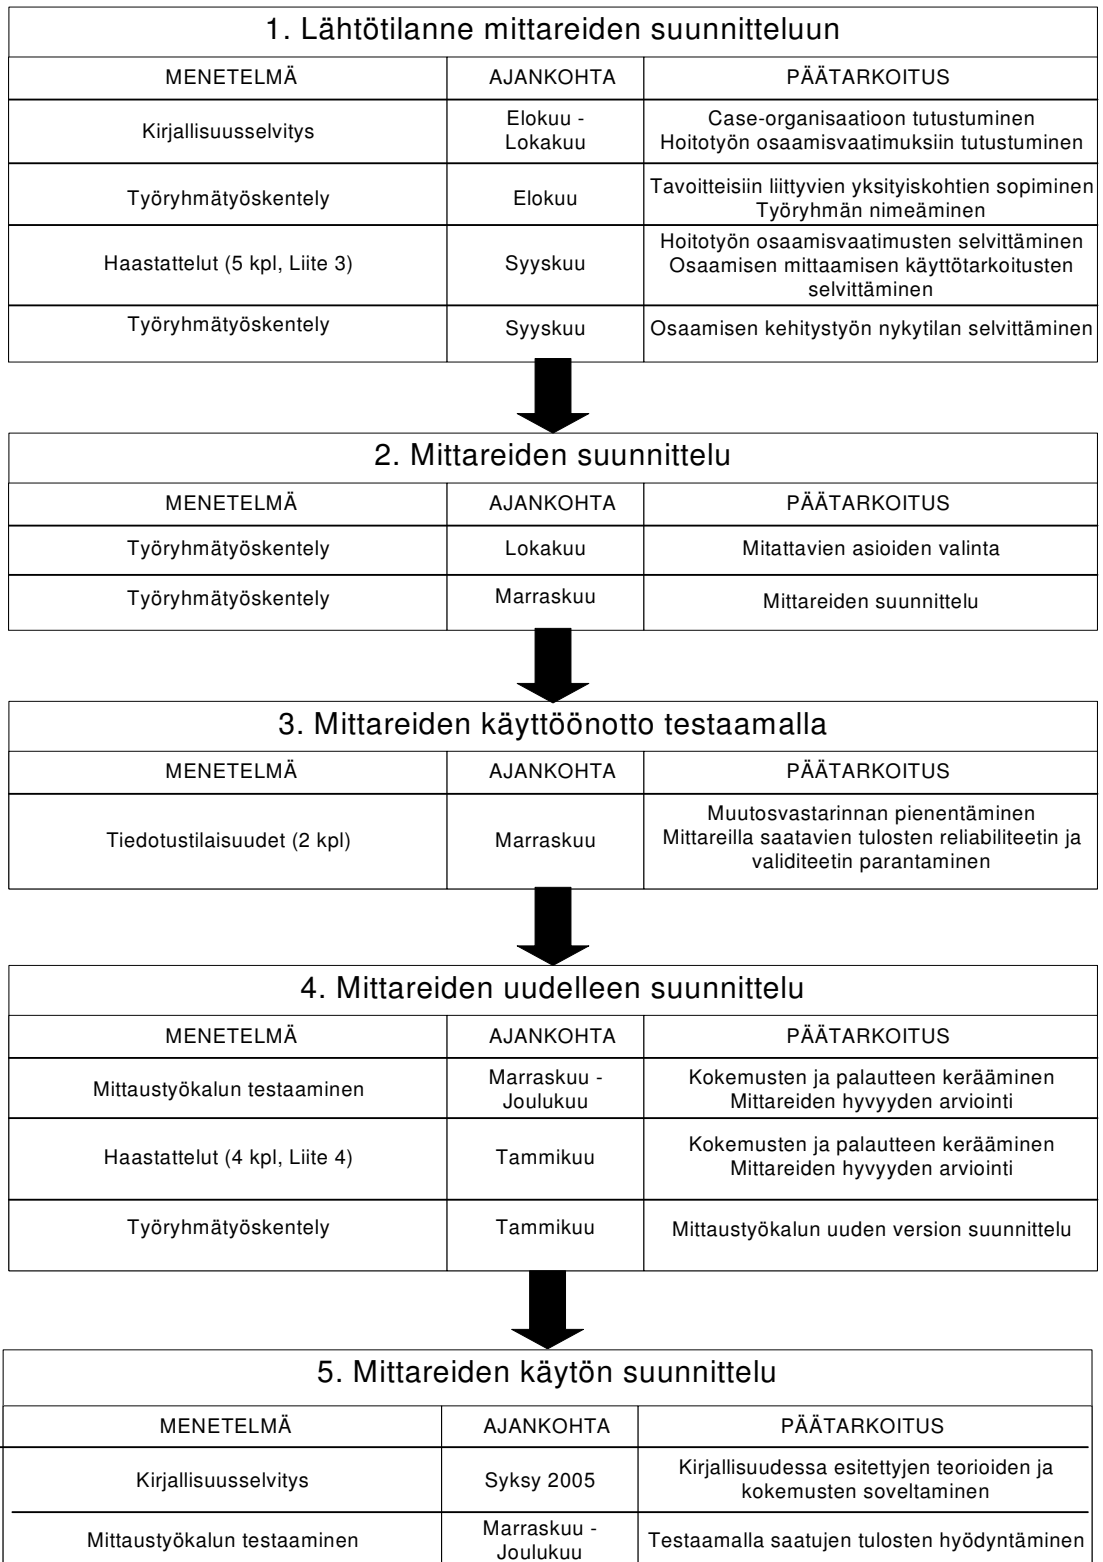 1. Lähtötilanne mittareiden suunnitteluun
MENETELMÄ AJANKOHTA PÄÄTARKOITUS
Kirjallisuusselvitys
Elokuu -
Lokakuu
Case-organisaatioon tutustuminen
Hoitotyön osaamisvaatimuksiin tutustuminen
Työryhmätyöskentely
Elokuu
Tavoitteisiin liittyvien yksityiskohtien sopiminen
Työryhmän nimeäminen
Haastattelut (5 kpl, Liite 3)
Syyskuu
Hoitotyön osaamisvaatimusten selvittäminen
Osaamisen mittaamisen käyttötarkoitusten
selvittäminen
Työryhmätyöskentely
Syyskuu
Osaamisen kehitystyön nykytilan selvittäminen
2. Mittareiden suunnittelu
MENETELMÄ AJANKOHTA PÄÄTARKOITUS
Työryhmätyöskentely
Lokakuu
Mitattavien asioiden valinta
Työryhmätyöskentely
Marraskuu
Mittareiden suunnittelu
3. Mittareiden käyttöönotto testaamalla
MENETELMÄ AJANKOHTA PÄÄTARKOITUS
Tiedotustilaisuudet (2 kpl)
Marraskuu
Muutosvastarinnan pienentäminen
Mittareilla saatavien tulosten reliabiliteetin ja
validiteetin parantaminen
4. Mittareiden uudelleen suunnittelu
MENETELMÄ AJANKOHTA PÄÄTARKOITUS
Mittaustyökalun testaaminen
Marraskuu -
Joulukuu
Kokemusten ja palautteen kerääminen
Mittareiden hyvyyden arviointi
Haastattelut (4 kpl, Liite 4)
Tammikuu
Kokemusten ja palautteen kerääminen
Mittareiden hyvyyden arviointi
Työryhmätyöskentely
Tammikuu
Mittaustyökalun uuden version suunnittelu
5. Mittareiden käytön suunnittelu
MENETELMÄ AJANKOHTA PÄÄTARKOITUS
Kirjallisuusselvitys
Syksy 2005
Kirjallisuudessa esitettyjen teorioiden ja
kokemusten soveltaminen
Mittaustyökalun testaaminen
Marraskuu -
Joulukuu
Testaamalla saatujen tulosten hyödyntäminen